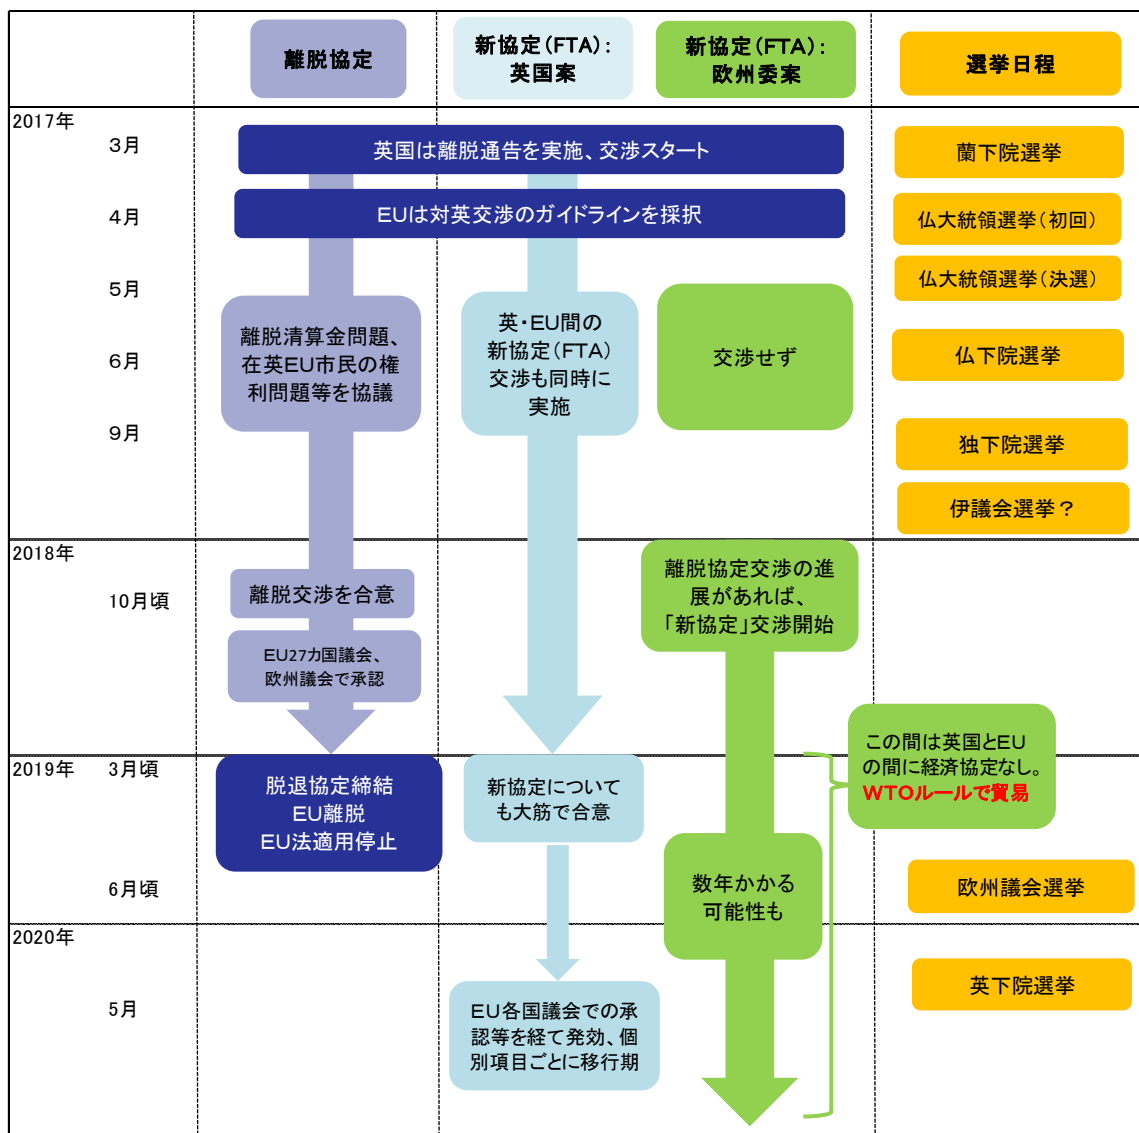 離脱協定
新協定(FTA):
英国案
新協定(FTA):
欧州委案
選挙日程
2017年
3月
英国は離脱通告を実施、交渉スタート
蘭下院選挙
4月
EUは対英交渉のガイドラインを採択
仏大統領選挙(初回)
5月
仏大統領選挙(決選)
離脱清算金問題、
在英EU市民の権
利問題等を協議
英・EU間の
新協定(FTA)
交渉も同時に
実施
交渉せず
6月
仏下院選挙
9月
独下院選挙
伊議会選挙?
2018年
10月頃
離脱交渉を合意
EU27カ国議会、
欧州議会で承認
離脱協定交渉の進
展があれば、
「新協定」交渉開始
2019年
3月頃
脱退協定締結
EU離脱
EU法適用停止
新協定について
も大筋で合意
この間は英国とEU
の間に経済協定なし。
WTOルールで貿易
6月頃
数年かかる
可能性も
欧州議会選挙
2020年
5月
EU各国議会での承
認等を経て発効、個
別項目ごとに移行期
英下院選挙